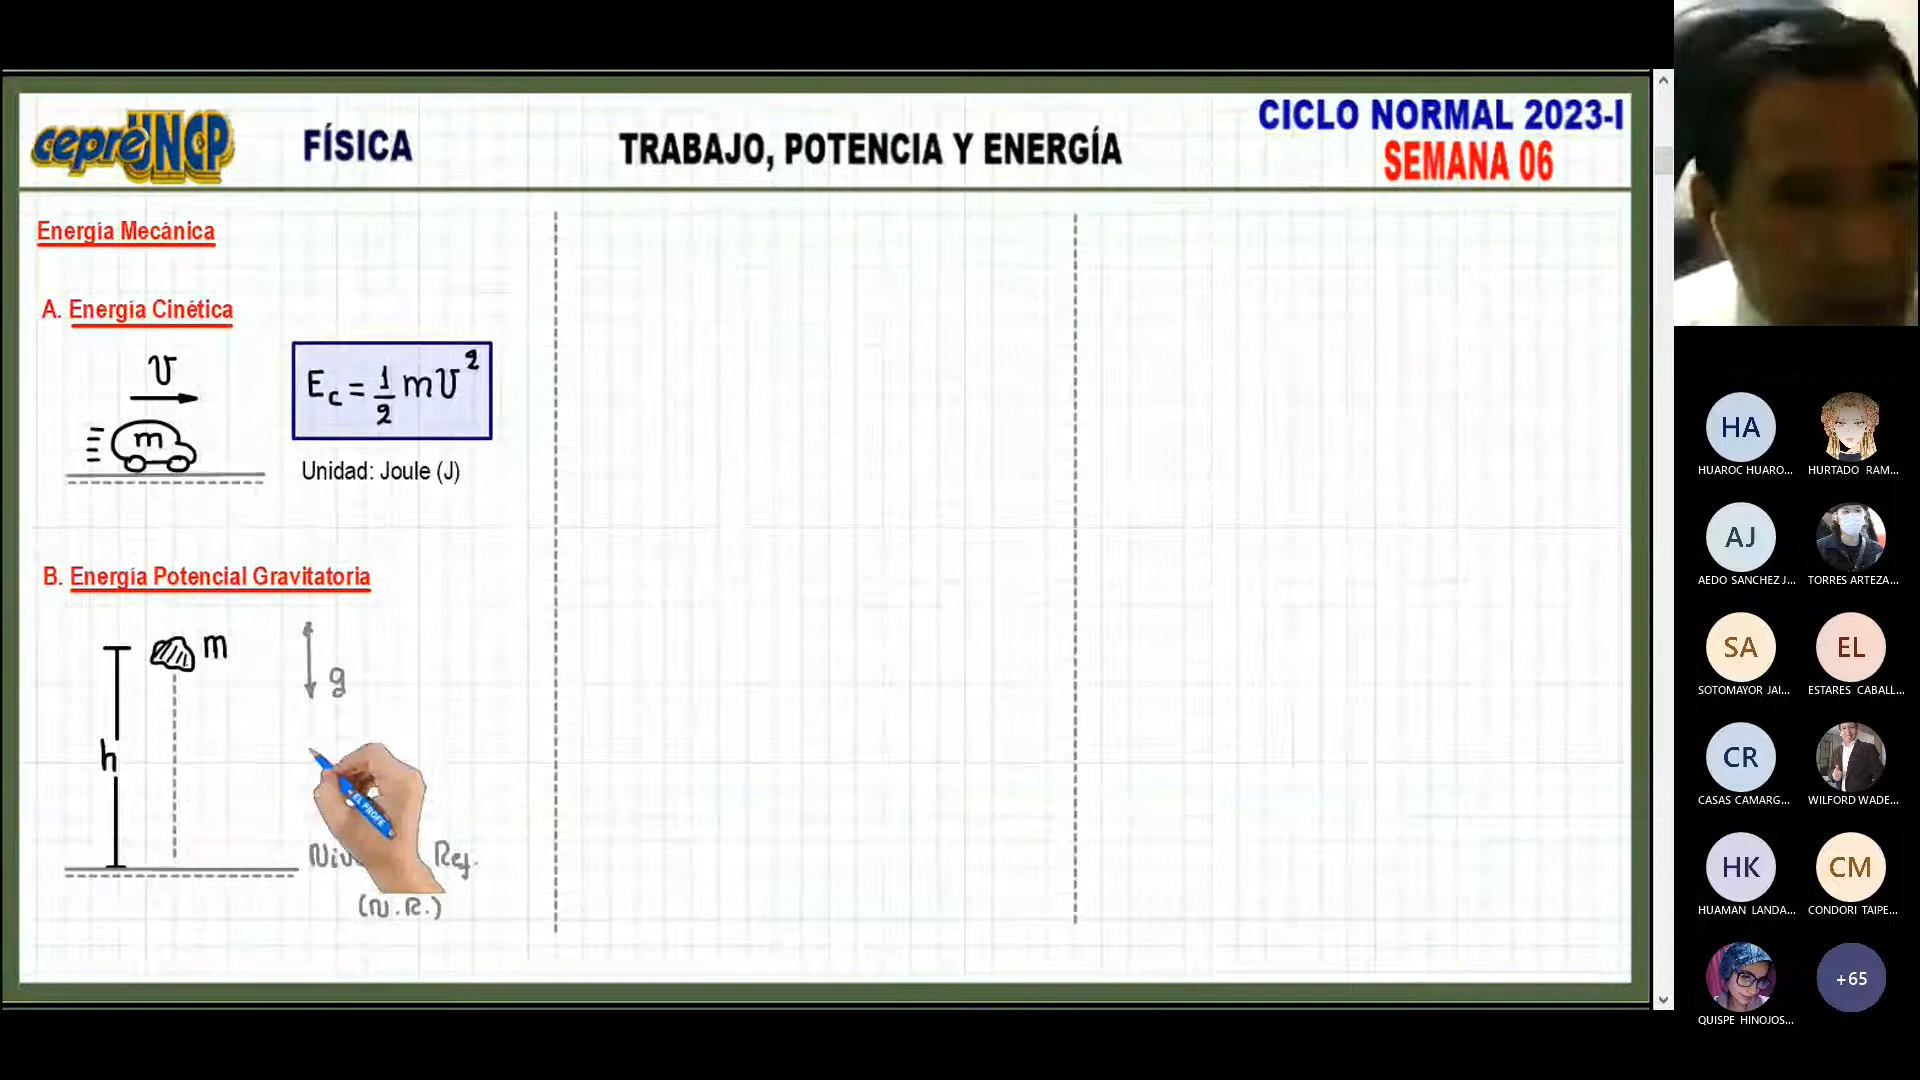 cepreUNCP
FÍSICA
TRABAJO, POTENCIA Y ENERGÍA
CICLO NORMAL 2023-I
SEMANA 06
Energía Mecánica
A. Energía Cinética
v
m
Ec = 1/2 mv²
Unidad: Joule (J)
B. Energía Potencial Gravitatoria
m
g
h
EL PROFE
Ref.
(N.R.)
HA
HUAROC HUARO...
HURTADO RAM...
AJ
AEDO SANCHEZ J...
TORRES ARTEZA...
SA
SOTOMAYOR JAI...
EL
ESTARES CABALL...
CR
CASAS CAMARG...
WILFORD WADE...
HK
HUAMAN LANDA...
CM
CONDORI TAIPE...
QUISPE HINOJOS...
+65